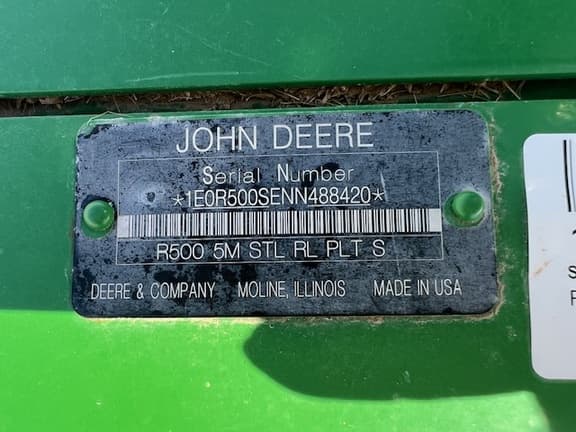 JOHN DEERE
Serial Number
*1E0R500SENN488420*
R500 5M STL RL PLT S
DEERE & COMPANY MOLINE, ILLINOIS MADE IN USA